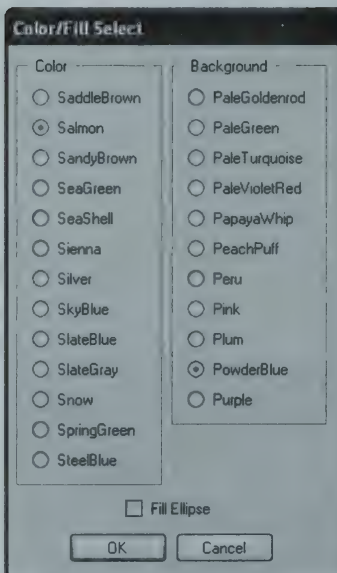 Color/Fill Select
Color
SaddleBrown
Salmon
SandyBrown
SeaGreen
SeaShell
Sienna
Silver
SkyBlue
SlateBlue
SlateGray
Snow
SpringGreen
SteelBlue
Background
PaleGoldenrod
PaleGreen
PaleTurquoise
PaleVioletRed
PapayaWhip
PeachPuff
Peru
Pink
Plum
PowderBlue
Purple
Fill Ellipse
OK
Cancel